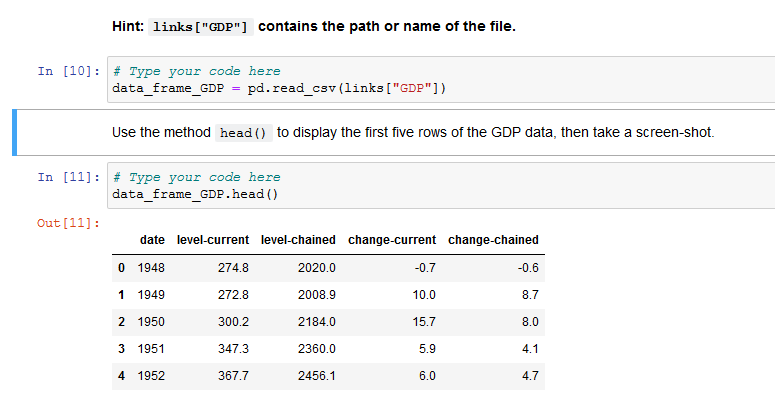 Hint: links["GDP"] contains the path or name of the file.
In [10]: # Type your code here
data_frame_GDP = pd.read_csv(links["GDP"])
Use the method head() to display the first five rows of the GDP data, then take a screen-shot.
In [11]: # Type your code here
data_frame_GDP.head()
Out[11]:
date level-current level-chained change-current change-chained
0 1948 274.8 2020.0 -0.7 -0.6
1 1949 272.8 2008.9 10.0 8.7
2 1950 300.2 2184.0 15.7 8.0
3 1951 347.3 2360.0 5.9 4.1
4 1952 367.7 2456.1 6.0 4.7